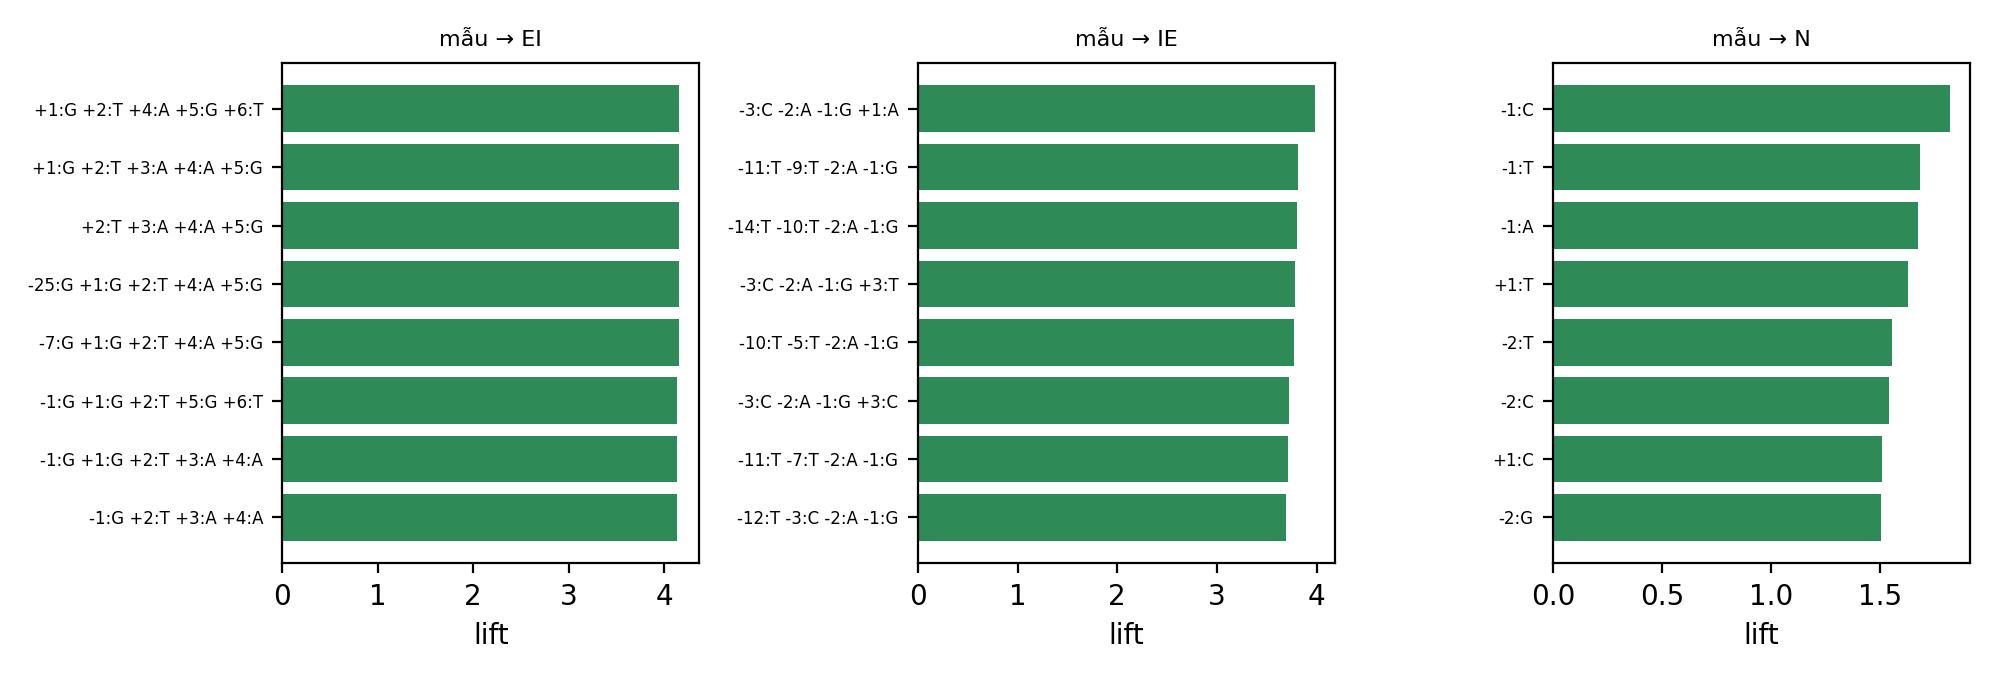 mẫu → EI
+1:G +2:T +4:A +5:G +6:T
+1:G +2:T +3:A +4:A +5:G
+2:T +3:A +4:A +5:G
-25:G +1:G +2:T +4:A +5:G
-7:G +1:G +2:T +4:A +5:G
-1:G +1:G +2:T +5:G +6:T
-1:G +1:G +2:T +3:A +4:A
-1:G +2:T +3:A +4:A
0 1 2 3 4
lift
mẫu → IE
-3:C -2:A -1:G +1:A
-11:T -9:T -2:A -1:G
-14:T -10:T -2:A -1:G
-3:C -2:A -1:G +3:T
-10:T -5:T -2:A -1:G
-3:C -2:A -1:G +3:C
-11:T -7:T -2:A -1:G
-12:T -3:C -2:A -1:G
0 1 2 3 4
lift
mẫu → N
-1:C
-1:T
-1:A
+1:T
-2:T
-2:C
+1:C
-2:G
0.0 0.5 1.0 1.5
lift